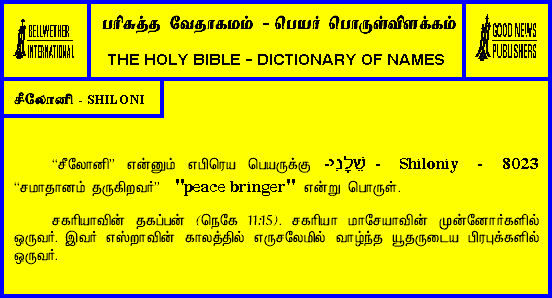 BELLWETHER
INTERNATIONAL
பரிசுத்த வேதாகமம் - பெயர் பொருள்விளக்கம்
THE HOLY BIBLE - DICTIONARY OF NAMES
GOOD NEWS
PUBLISHERS
சீலோனி - SHILONI
“சீலோனி” என்னும் எபிரெய பெயருக்கு -שִׁלֹנִי - Shiloniy - 8023
“சமாதானம் தருகிறவர்” "peace bringer" என்று பொருள்.
சகரியாவின் தகப்பன் (நெகே 11:15). சகரியா மாசேயாவின் முன்னோர்களில்
ஒருவர். இவர் எஸ்றாவின் காலத்தில் எருசலேமில் வாழ்ந்த யூதருடைய பிரபுக்களில்
ஒருவர்.